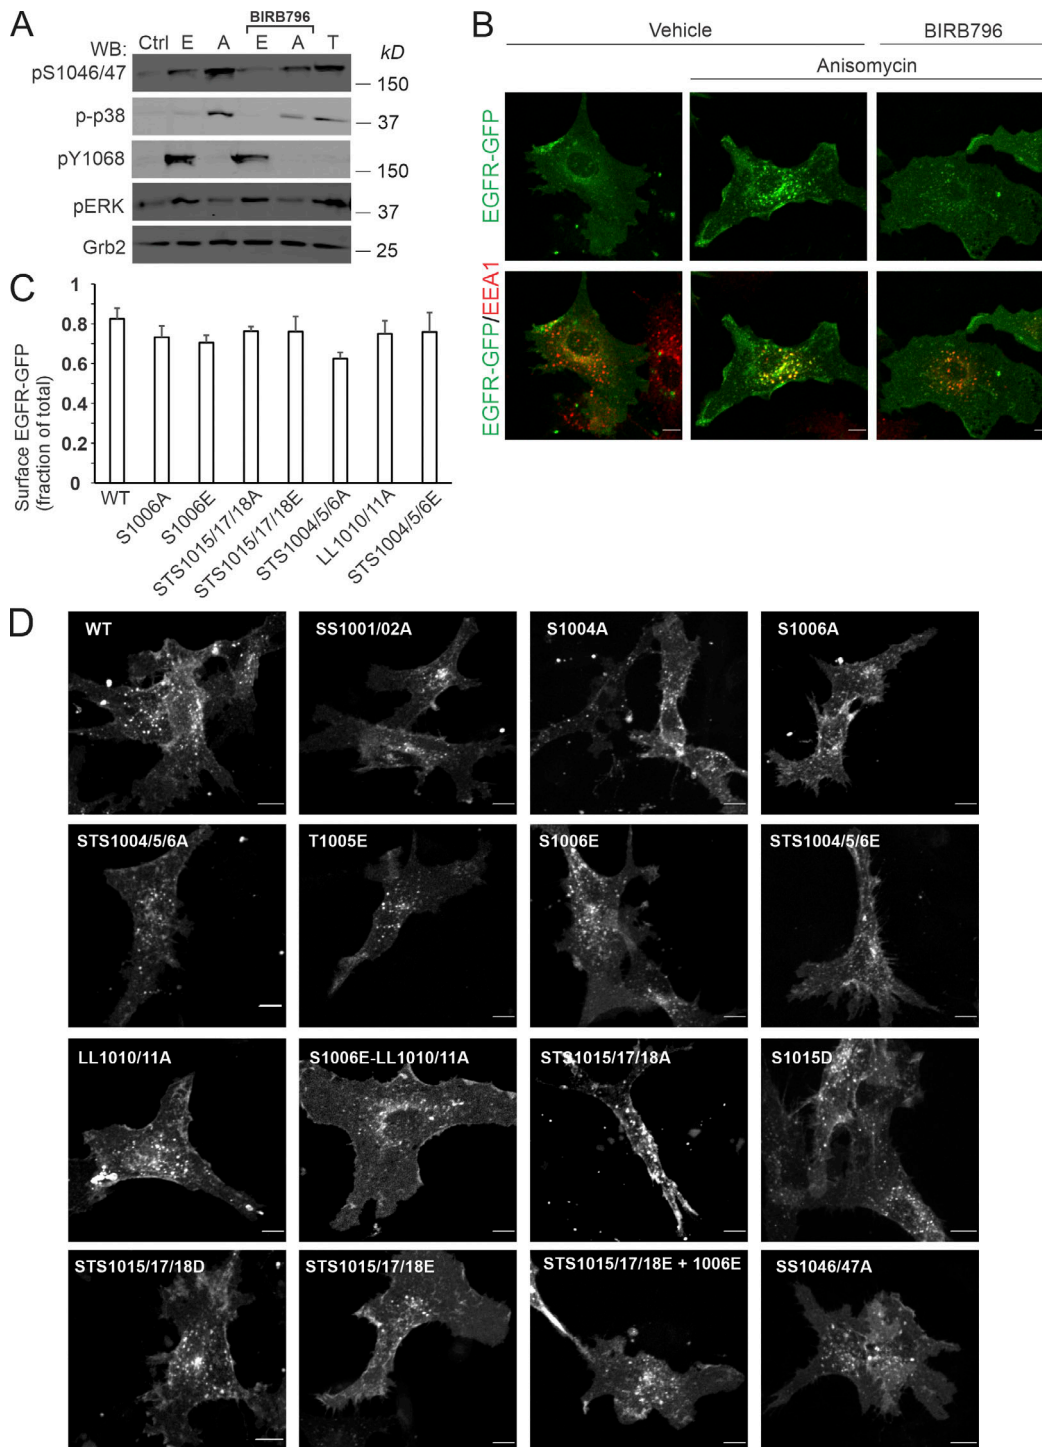 A
BIRB796
WB:
Ctrl E A E A T
kD
pS1046/47
150
p-p38
37
pY1068
150
pERK
37
Grb2
25
B
Vehicle
BIRB796
Anisomycin
EGFR-GFP
EGFR-GFP/EEA1
C
Surface EGFR-GFP
(fraction of total)
1
0.8
0.6
0.4
0.2
0
WT
S1006A
S1006E
STS1015/17/18A
STS1015/17/18E
STS1004/5/6A
LL1010/11A
STS1004/5/6E
D
WT
SS1001/02A
S1004A
S1006A
STS1004/5/6A
T1005E
S1006E
STS1004/5/6E
LL1010/11A
S1006E-LL1010/11A
STS1015/17/18A
S1015D
STS1015/17/18D
STS1015/17/18E
STS1015/17/18E + 1006E
SS1046/47A